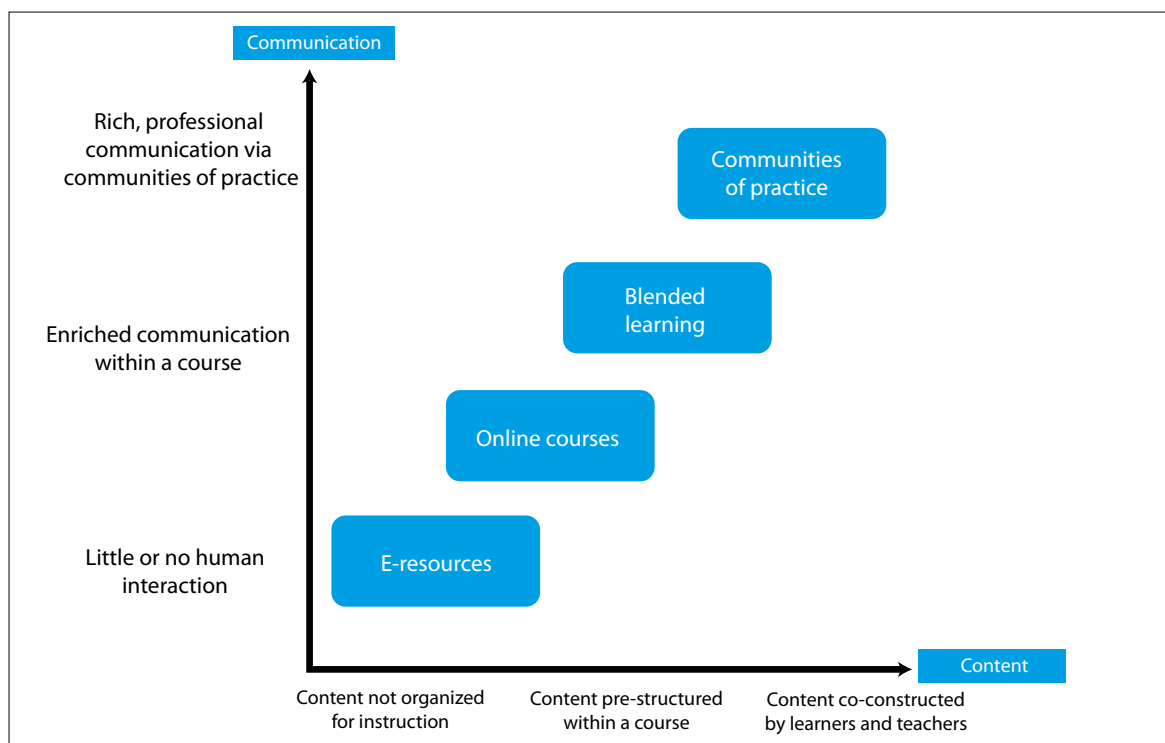 Communication
Rich, professional
communication via
communities of practice
Communities
of practice
Blended
learning
Enriched communication
within a course
Online courses
Little or no human
interaction
E-resources
Content
Content not organized
for instruction
Content pre-structured
within a course
Content co-constructed
by learners and teachers